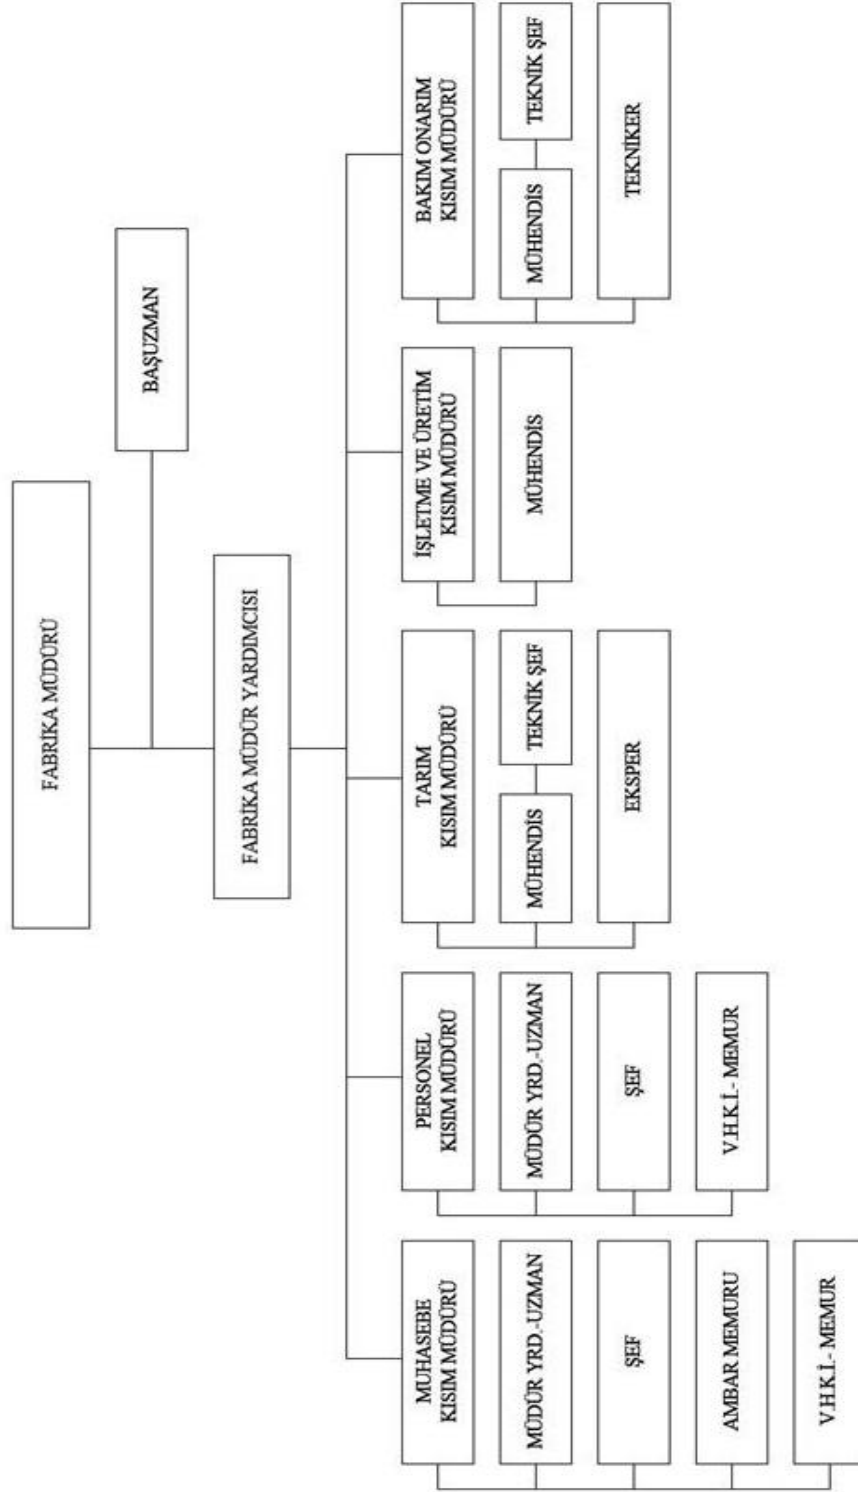 FABRİKA MÜDÜRÜ
BAŞUZMAN
FABRİKA MÜDÜR YARDIMCISI
MUHASEBE
KISIM MÜDÜRÜ
MÜDÜR YRD.-UZMAN
ŞEF
AMBAR MEMURU
V.H.K.İ.- MEMUR
PERSONEL
KISIM MÜDÜRÜ
MÜDÜR YRD.-UZMAN
ŞEF
V.H.K.İ.- MEMUR
TARIM
KISIM MÜDÜRÜ
MÜHENDİS
TEKNİK ŞEF
EKSPER
İŞLETME VE ÜRETİM
KISIM MÜDÜRÜ
MÜHENDİS
BAKIM ONARIM
KISIM MÜDÜRÜ
MÜHENDİS
TEKNİK ŞEF
TEKNİKER